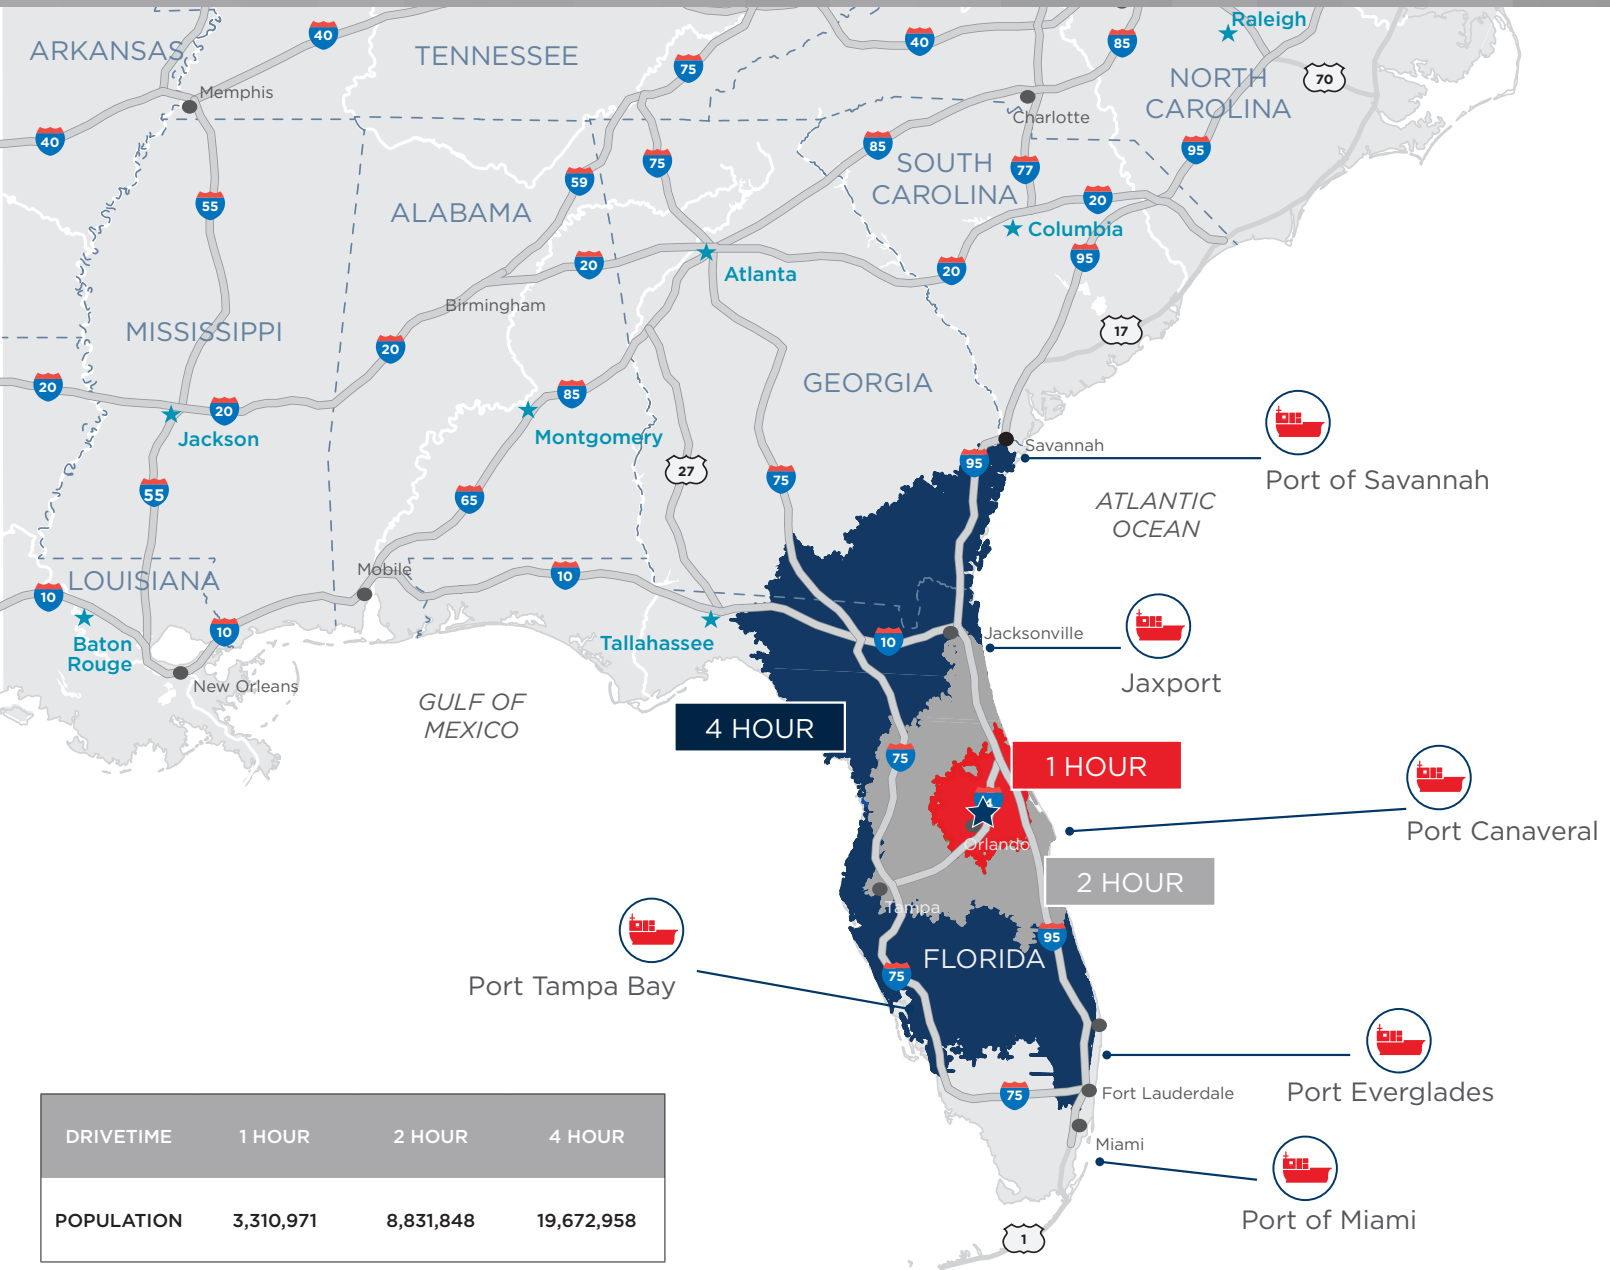 Raleigh
ARKANSAS
40
TENNESSEE
75
40
85
NORTH
CAROLINA
70
Memphis
Charlotte
40
55
59
75
85
SOUTH
CAROLINA
77
95
20
ALABAMA
Columbia
95
20
Atlanta
20
Birmingham
MISSISSIPPI
17
20
20
85
GEORGIA
20
Jackson
Montgomery
Savannah
95
Port of Savannah
27
75
55
65
ATLANTIC
OCEAN
Mobile
10
LOUISIANA
10
Baton
Rouge
10
Tallahassee
10
Jacksonville
New Orleans
Jaxport
GULF OF
MEXICO
4 HOUR
75
1 HOUR
4
Orlando
Port Canaveral
2 HOUR
Tampa
95
FLORIDA
75
Port Tampa Bay
75
Fort Lauderdale
Port Everglades
Miami
Port of Miami
1
DRIVETIME 1 HOUR 2 HOUR 4 HOUR
POPULATION 3,310,971 8,831,848 19,672,958